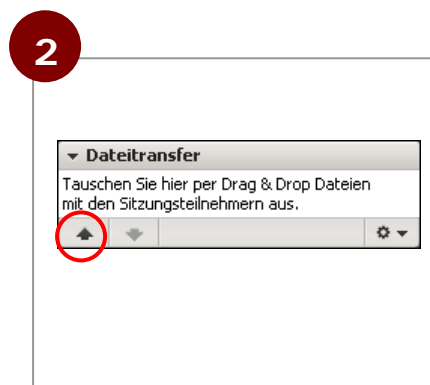 2
Dateitransfer
Tauschen Sie hier per Drag & Drop Dateien
mit den Sitzungsteilnehmern aus.